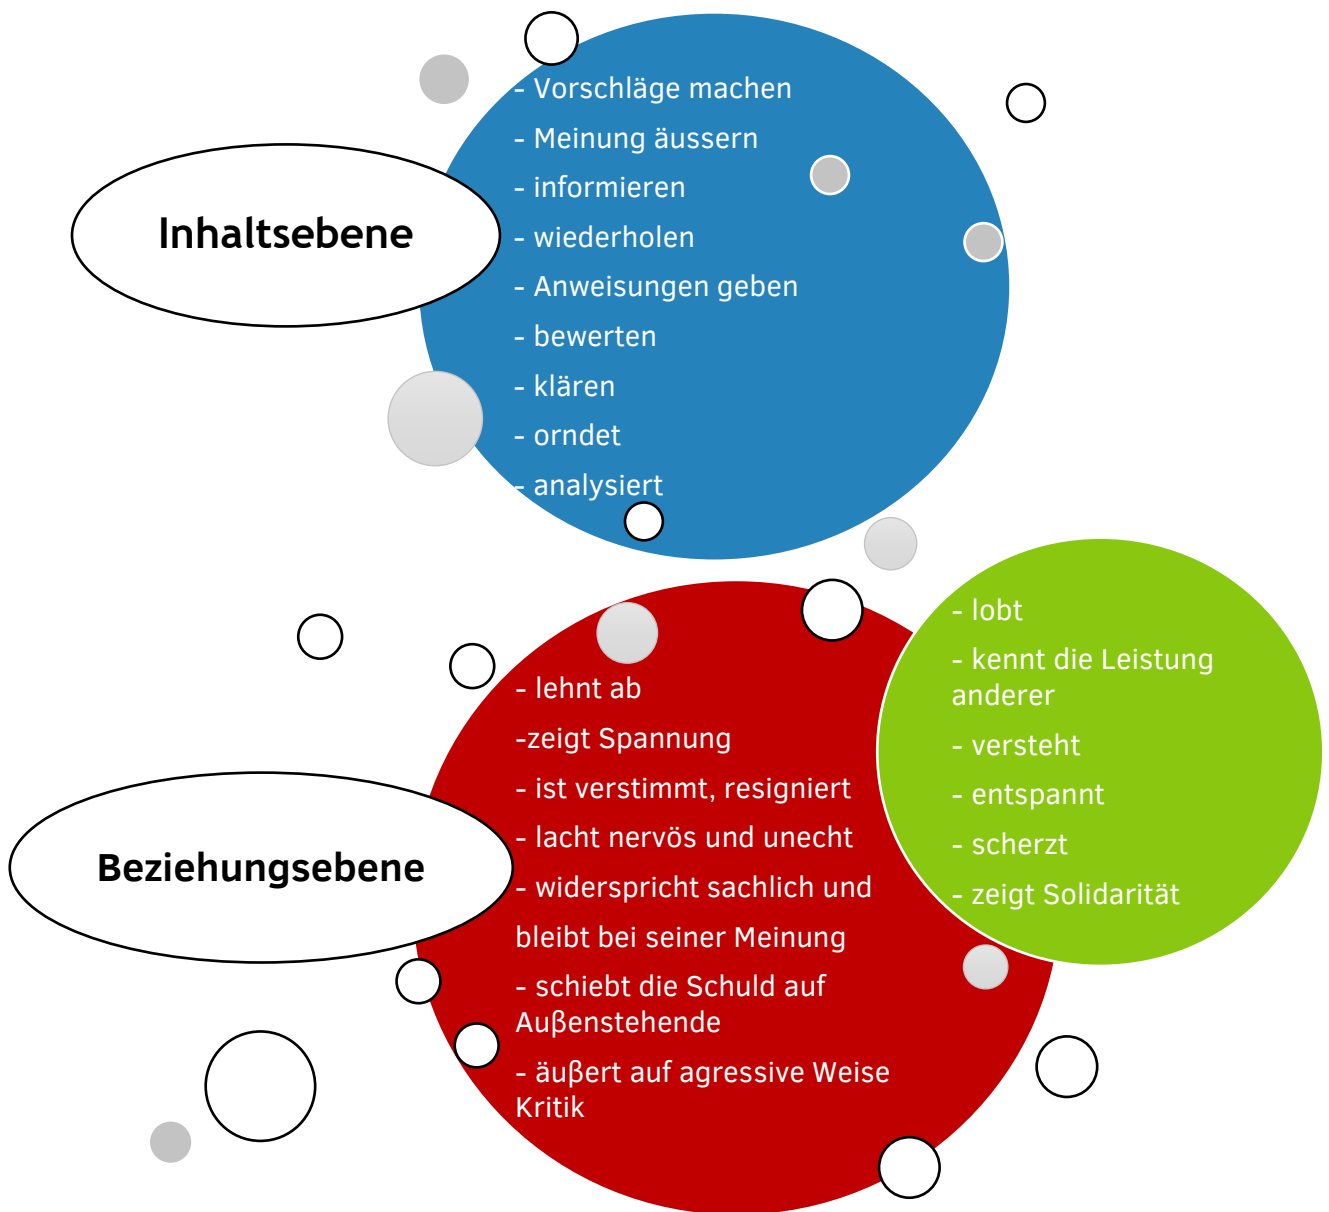 Inhaltsebene
- Vorschläge machen
- Meinung äussern
- informieren
- wiederholen
- Anweisungen geben
- bewerten
- klären
- orndet
- analysiert
Beziehungsebene
- lehnt ab
-zeigt Spannung
- ist verstimmt, resigniert
- lacht nervös und unecht
- widerspricht sachlich und
bleibt bei seiner Meinung
- schiebt die Schuld auf
Außenstehende
- äußert auf agressive Weise
Kritik
- lobt
- kennt die Leistung
anderer
- versteht
- entspannt
- scherzt
- zeigt Solidarität